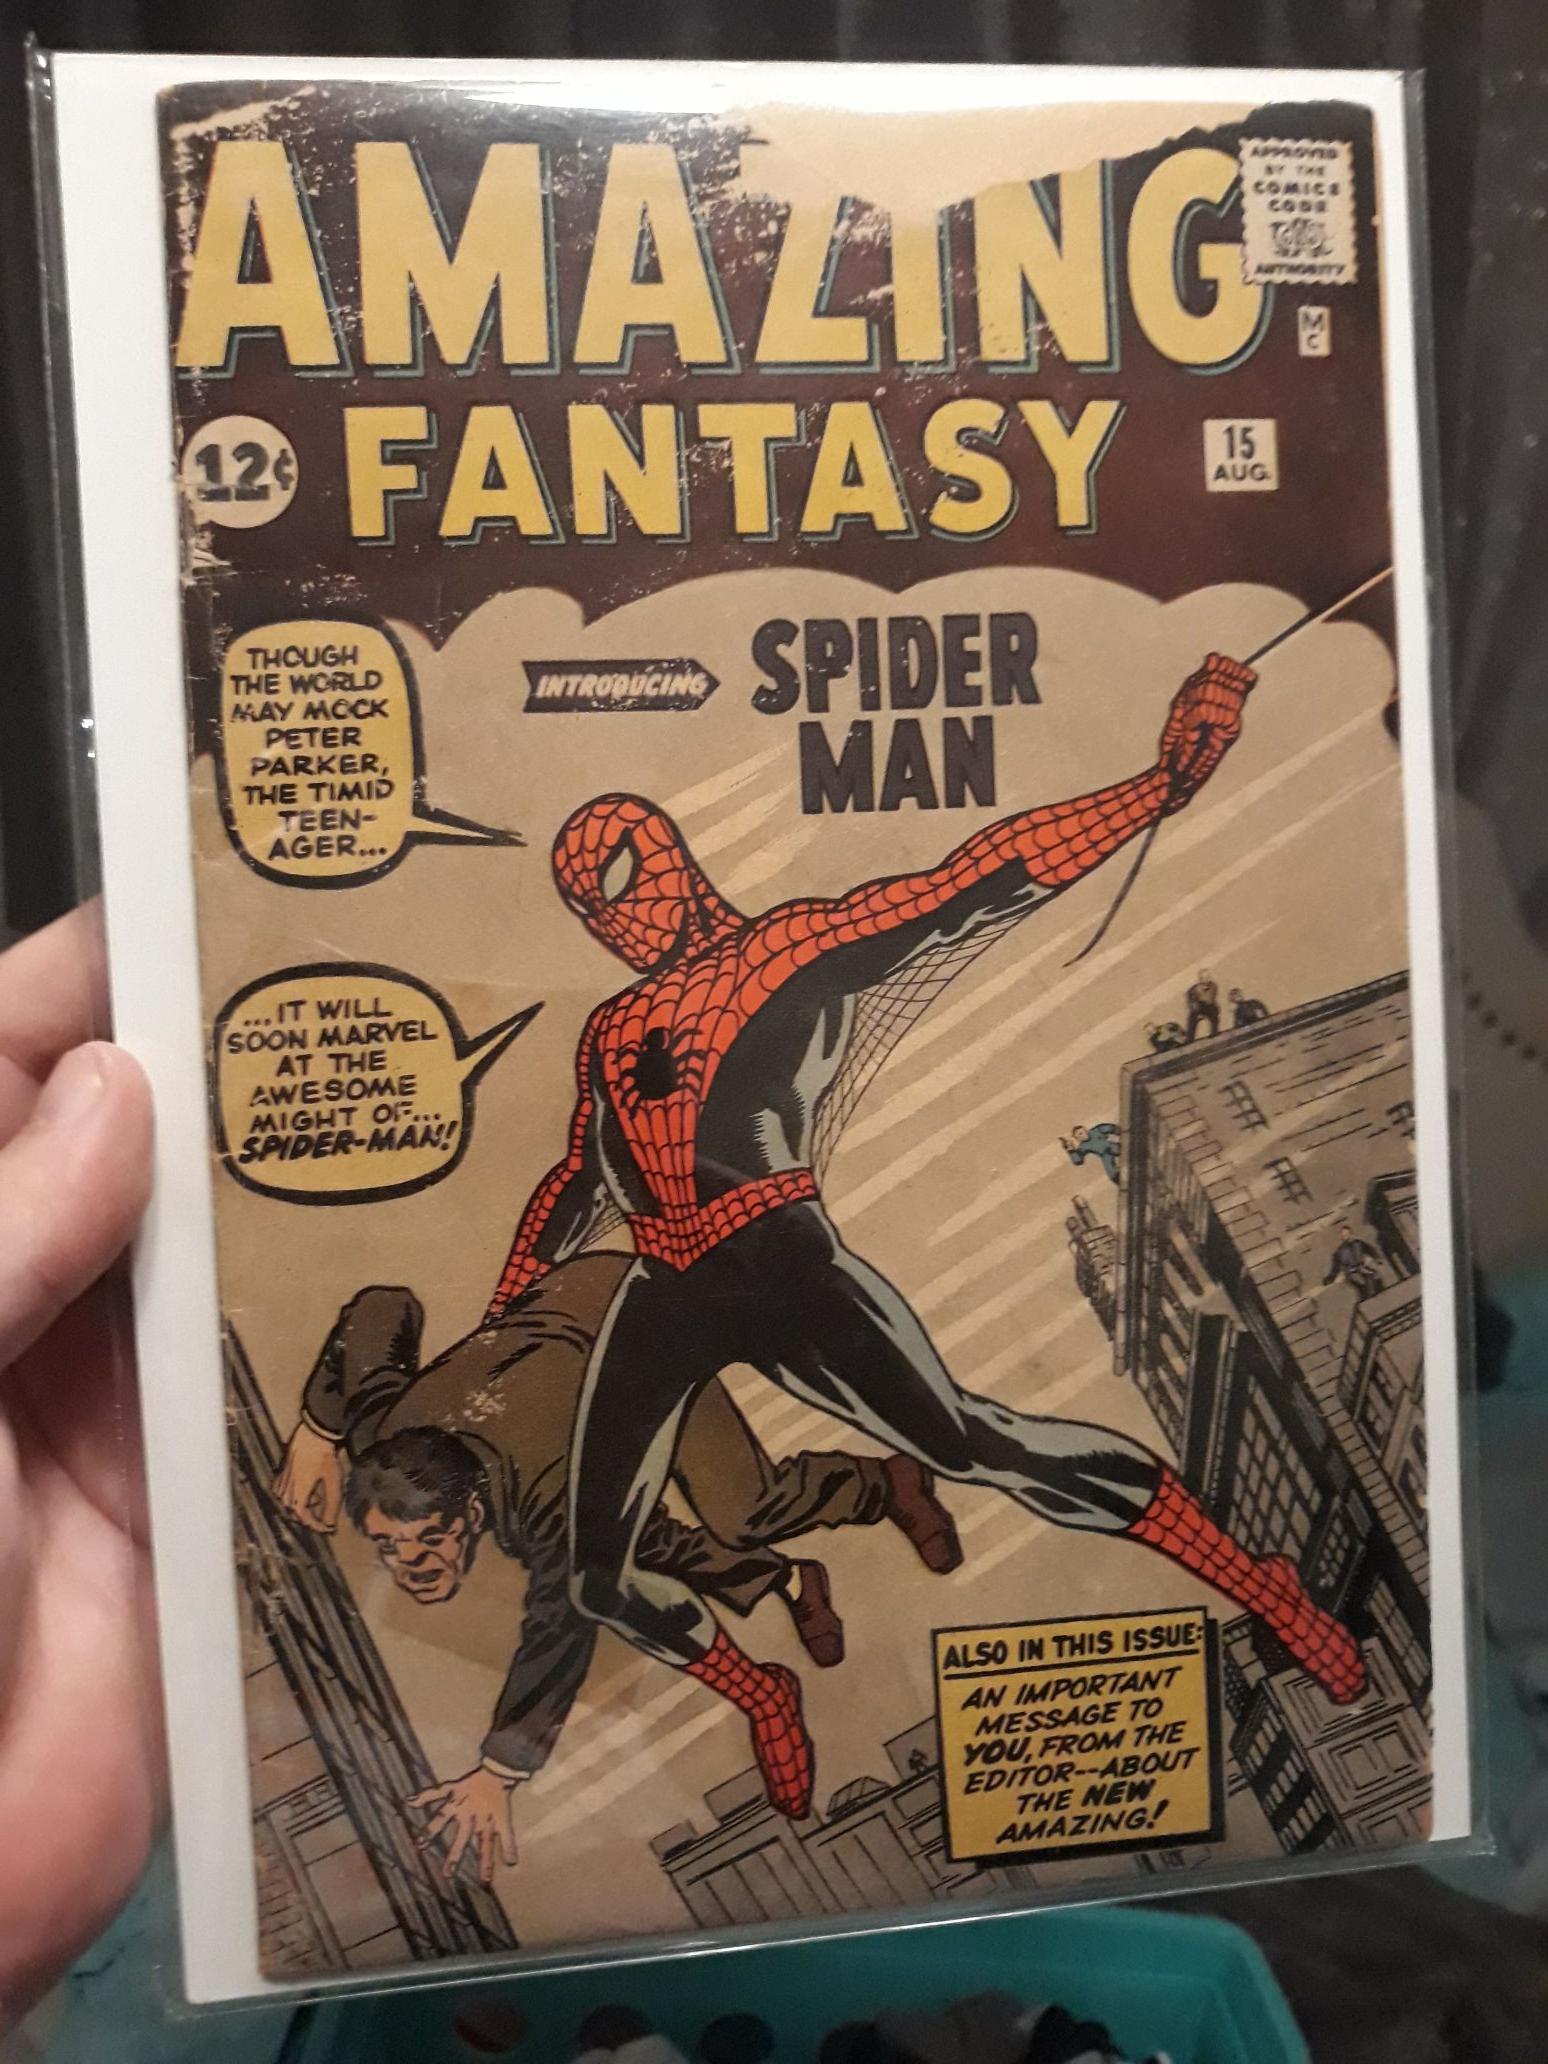 AMAZING
FANTASY
APPROVED
BY THE
COMICS
CODE
AUTHORITY
M
C
12¢
15
AUG.
INTRODUCING
SPIDER
MAN
THOUGH
THE WORLD
MAY MOCK
PETER
PARKER,
THE TIMID
TEEN-
AGER...
...IT WILL
SOON MARVEL
AT THE
AWESOME
MIGHT OF...
SPIDER-MAN!
ALSO IN THIS ISSUE:
AN IMPORTANT
MESSAGE TO
YOU, FROM THE
EDITOR--ABOUT
THE NEW
AMAZING!